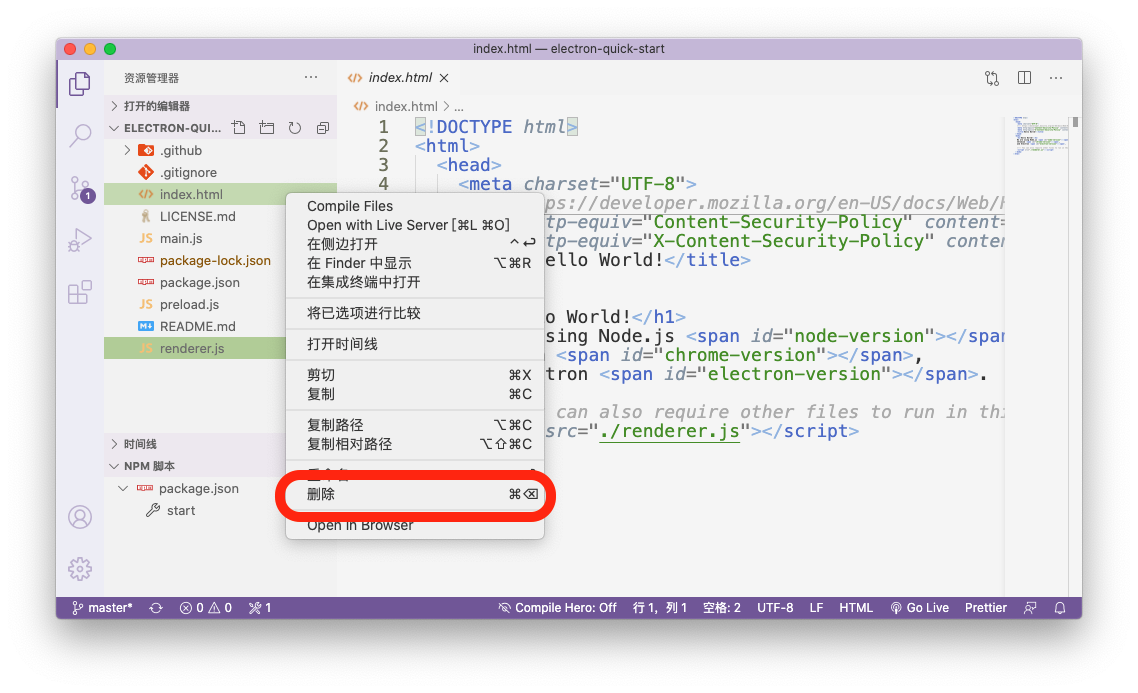 index.html — electron-quick-start
资源管理器
打开的编辑器
ELECTRON-QUI...
.github
.gitignore
index.html
LICENSE.md
main.js
package-lock.json
package.json
preload.js
README.md
renderer.js
时间线
NPM 脚本
package.json
start
1
index.html
index.html > ...
1 <!DOCTYPE html>
2 <html>
3 <head>
4 <meta charset="UTF-8">
ps://developer.mozilla.org/en-US/docs/Web/
tp-equiv="Content-Security-Policy" content=
tp-equiv="X-Content-Security-Policy" conten
ello World!</title>
o World!</h1>
sing Node.js <span id="node-version"></span
<span id="chrome-version"></span>,
tron <span id="electron-version"></span>.
can also require other files to run in thi
src="./renderer.js"></script>
Compile Files
Open with Live Server [⌘L ⌘O]
在侧边打开 ^↩
在 Finder 中显示 ⌥⌘R
在集成终端中打开
将已选项进行比较
打开时间线
剪切 ⌘X
复制 ⌘C
复制路径 ⌥⌘C
复制相对路径 ⌥⇧⌘C
删除 ⌘⌫
Open in Browser
master* 0 0 1 Compile Hero: Off 行 1，列 1 空格: 2 UTF-8 LF HTML Go Live Prettier